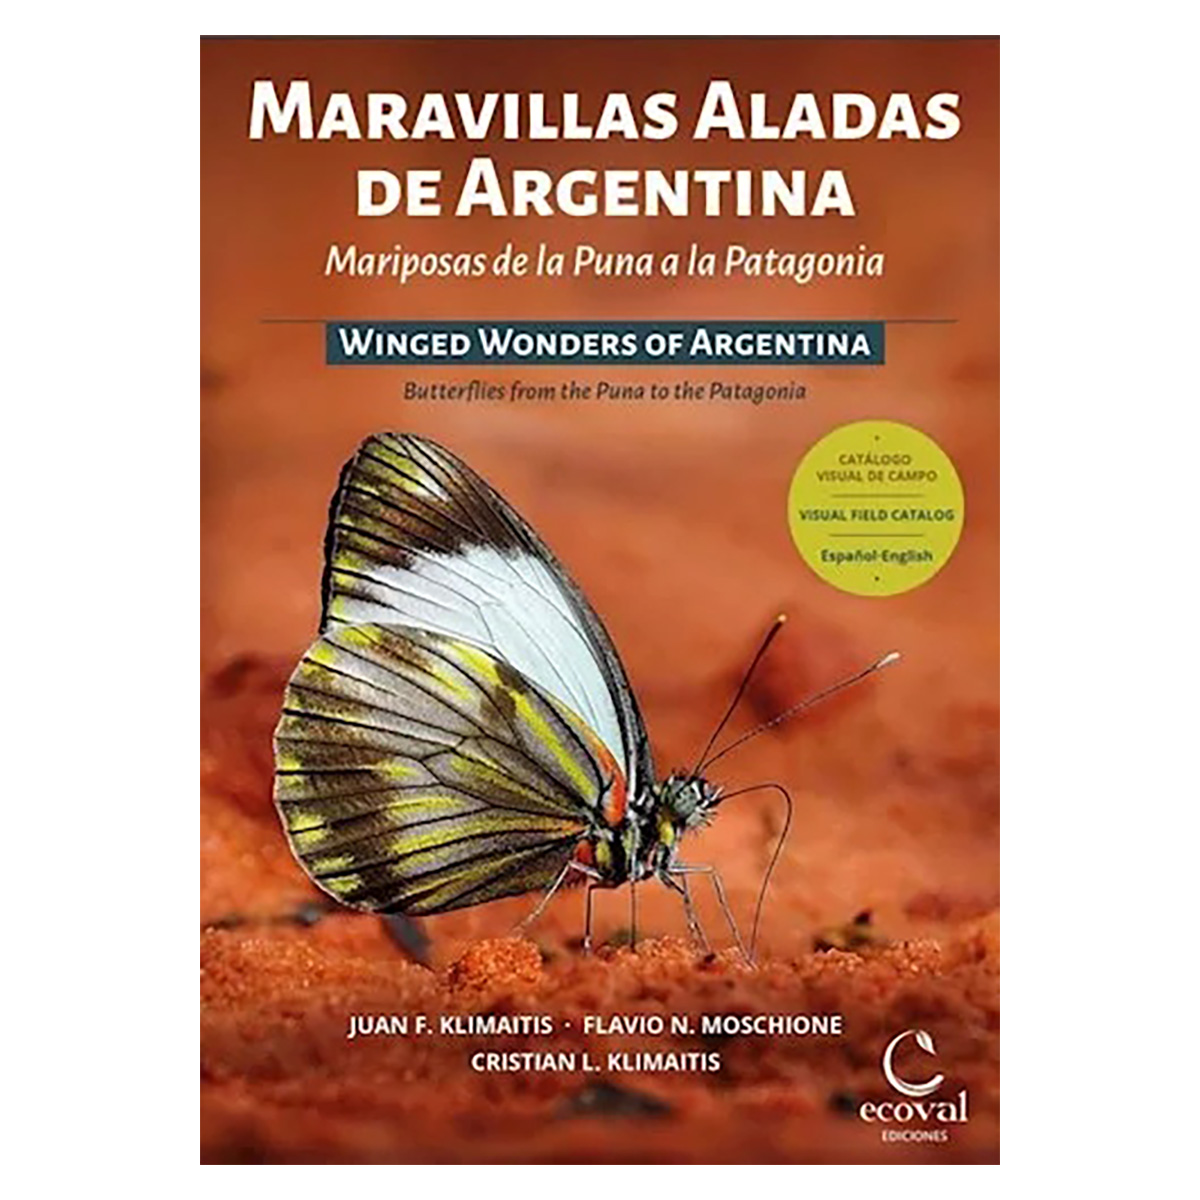 MARAVILLAS ALADAS
DE ARGENTINA
Mariposas de la Puna a la Patagonia
WINGED WONDERS OF ARGENTINA
Butterflies from the Puna to the Patagonia
CATÁLOGO
VISUAL DE CAMPO
VISUAL FIELD CATALOG
Español-English
JUAN F. KLIMAITIS · FLAVIO N. MOSCHIONE
CRISTIAN L. KLIMAITIS
ecoval
EDICIONES